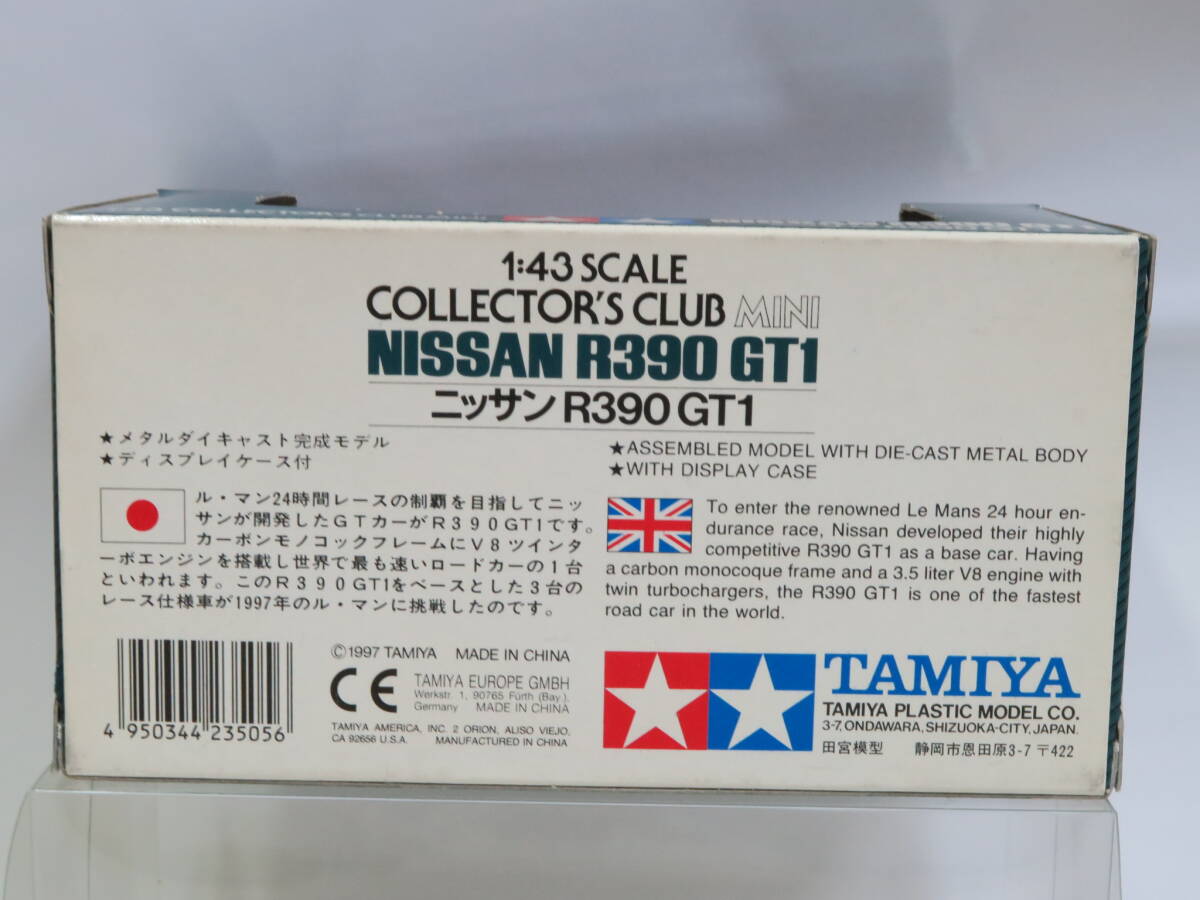 1:43 SCALE
COLLECTOR'S CLUB MINI
NISSAN R390 GT1
ニッサン R390 GT1
★メタルダイキャスト完成モデル
★ディスプレイケース付
ル・マン24時間レースの制覇を目指してニッ
サンが開発したGTカーがR390GT1です。
カーボンモノコックフレームにV8ツインタ
ーボエンジンを搭載し世界で最も速いロードカーの1台
といわれます。このR390GT1をベースとした3台の
レース仕様車が1997年のル・マンに挑戦したのです。
★ASSEMBLED MODEL WITH DIE-CAST METAL BODY
★WITH DISPLAY CASE
To enter the renowned Le Mans 24 hour en-
durance race, Nissan developed their highly
competitive R390 GT1 as a base car. Having
a carbon monocoque frame and a 3.5 liter V8 engine with
twin turbochargers, the R390 GT1 is one of the fastest
road car in the world.
4 950344 235056
©1997 TAMIYA MADE IN CHINA
CE
TAMIYA EUROPE GMBH
Werkstr. 1, 90765 Fürth (Bay.),
Germany MADE IN CHINA
TAMIYA AMERICA, INC. 2 ORION, ALISO VIEJO,
CA 92656 U.S.A. MANUFACTURED IN CHINA
TAMIYA
TAMIYA PLASTIC MODEL CO.
3-7, ONDAWARA, SHIZUOKA-CITY, JAPAN.
田宮模型 静岡市恩田原3-7 〒422